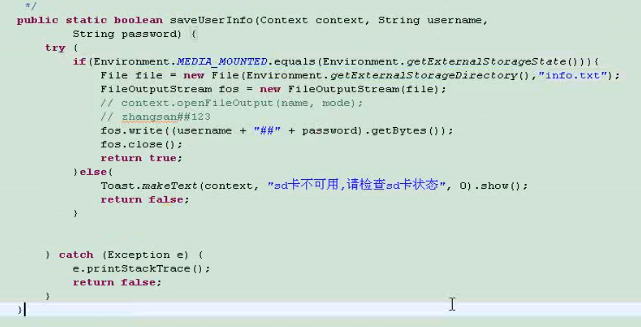 */
public static boolean saveUserInfo(Context context, String username,
String password) {
try {
if(Environment.MEDIA_MOUNTED.equals(Environment.getExternalStorageState())){
File file = new File(Environment.getExternalStorageDirectory(),"info.txt");
FileOutputStream fos = new FileOutputStream(file);
// context.openFileOutput(name, mode);
// zhangsan##123
fos.write((username + "##" + password).getBytes());
fos.close();
return true;
}else{
Toast.makeText(context, "sd卡不可用,请检查sd卡状态", 0).show();
return false;
}
} catch (Exception e) {
e.printStackTrace();
return false;
}
}